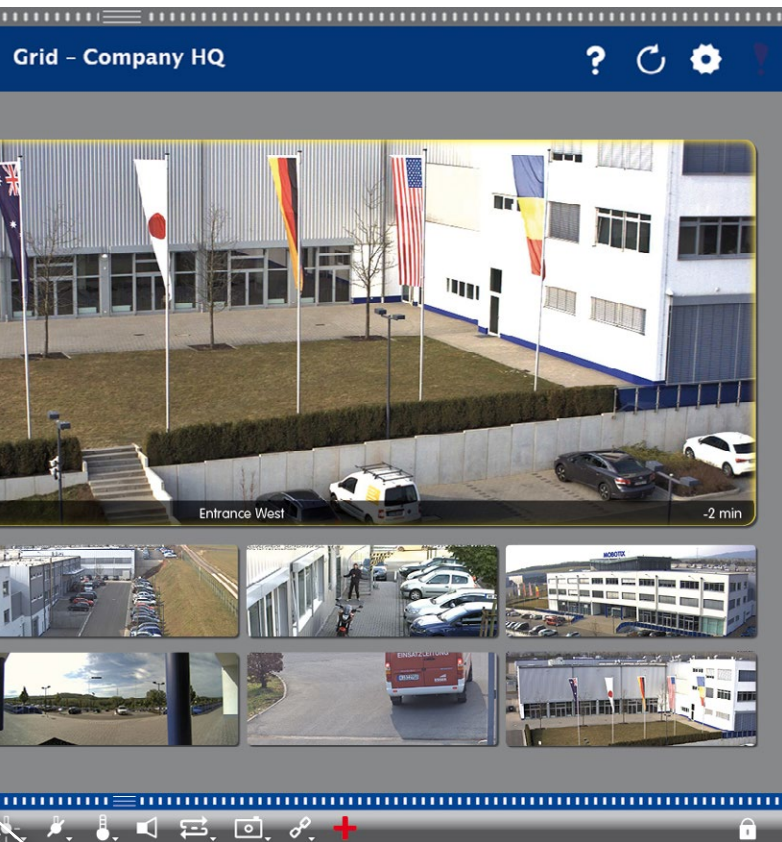 Grid – Company HQ
?
Entrance West
-2 min
MOBOTIX
EINSATZLEITUNG